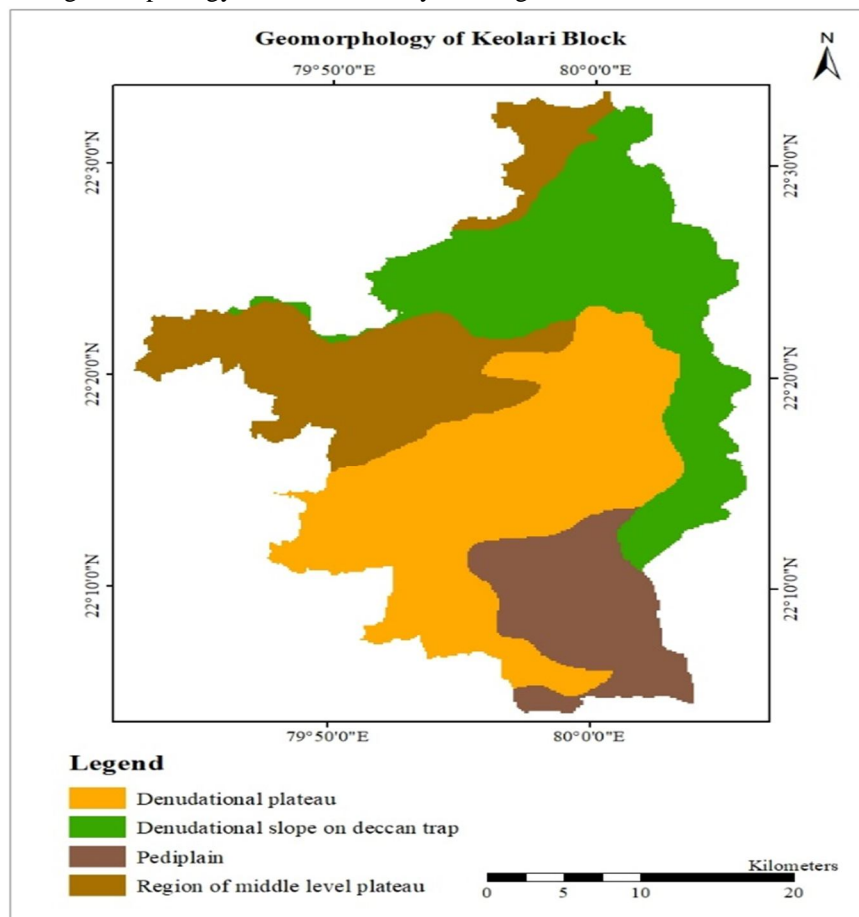 Geomorphology of Keolari Block
N
79°50'0"E 80°0'0"E
22°30'0"N 22°30'0"N
22°20'0"N 22°20'0"N
22°10'0"N 22°10'0"N
79°50'0"E 80°0'0"E
Legend
Denudational plateau
Denudational slope on deccan trap
Pediplain
Region of middle level plateau
Kilometers
0 5 10 20